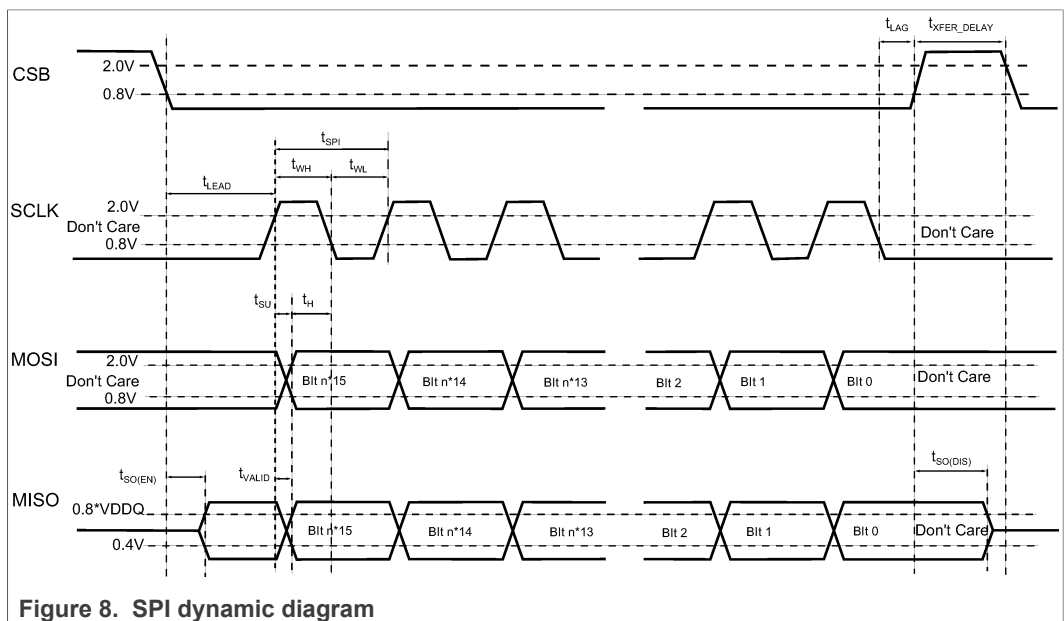 tLAG tXFER_DELAY
CSB
2.0V
0.8V
tSPI
tWH tWL
tLEAD
SCLK
2.0V
Don't Care
0.8V
Don't Care
tSU tH
MOSI
2.0V
Don't Care
0.8V
BIt n*15 BIt n*14 BIt n*13 BIt 2 BIt 1 BIt 0 Don't Care
tSO(EN) tVALID tSO(DIS)
MISO
0.8*VDDQ
0.4V
BIt n*15 BIt n*14 BIt n*13 BIt 2 BIt 1 BIt 0 Don't Care
Figure 8. SPI dynamic diagram